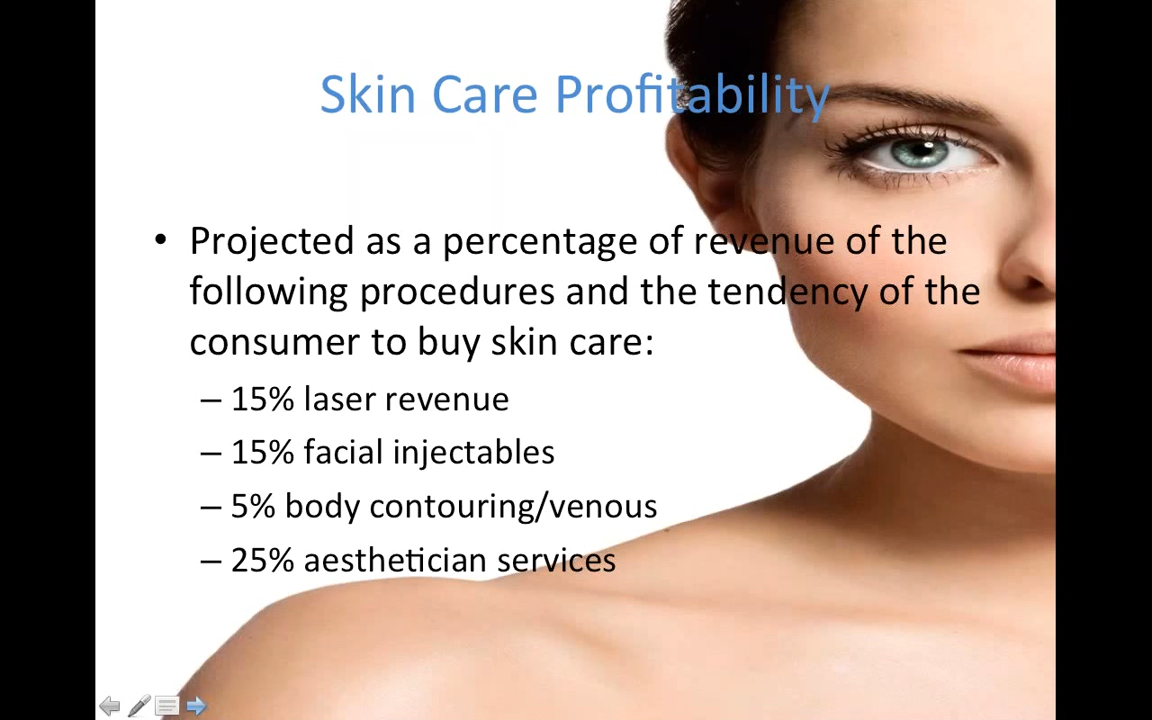 Skin Care Profitability
• Projected as a percentage of revenue of the
following procedures and the tendency of the
consumer to buy skin care:
– 15% laser revenue
– 15% facial injectables
– 5% body contouring/venous
– 25% aesthetician services